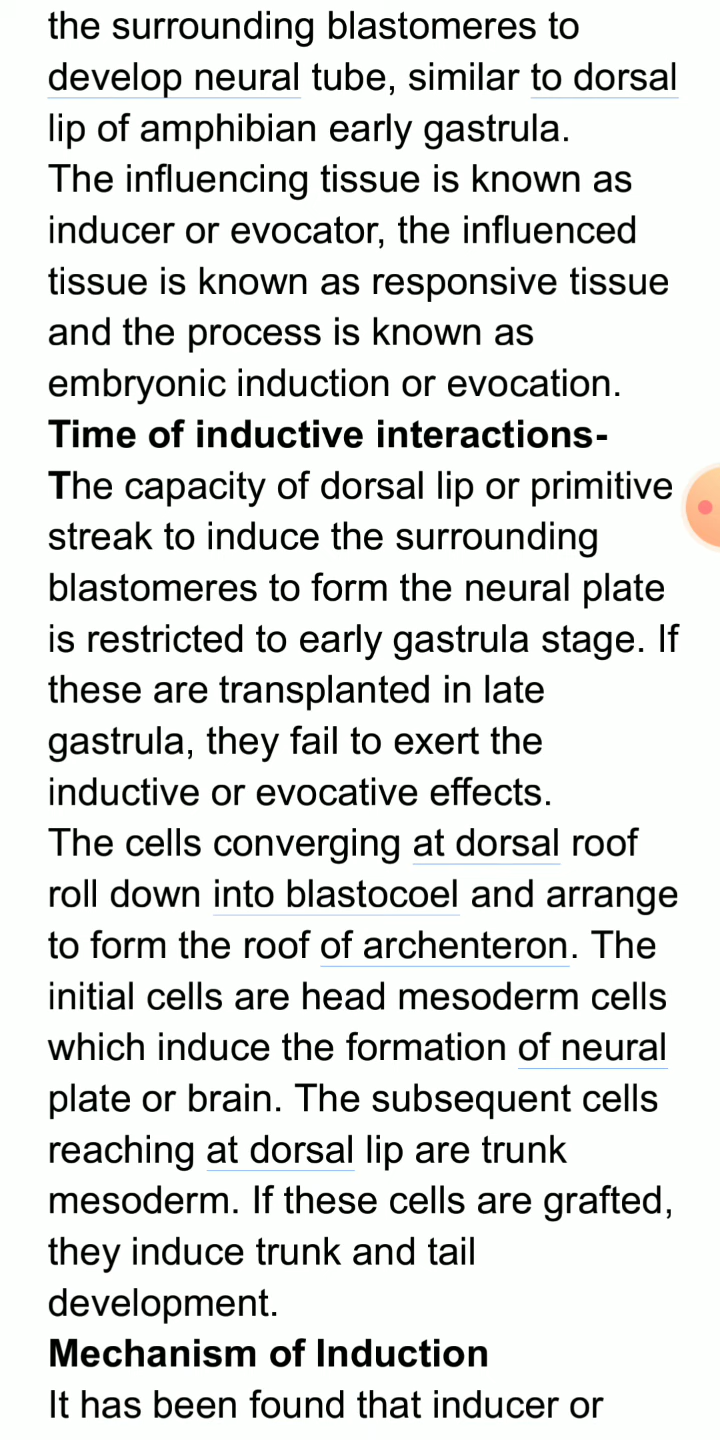 the surrounding blastomeres to
develop neural tube, similar to dorsal
lip of amphibian early gastrula.
The influencing tissue is known as
inducer or evocator, the influenced
tissue is known as responsive tissue
and the process is known as
embryonic induction or evocation.
Time of inductive interactions-
The capacity of dorsal lip or primitive
streak to induce the surrounding
blastomeres to form the neural plate
is restricted to early gastrula stage. If
these are transplanted in late
gastrula, they fail to exert the
inductive or evocative effects.
The cells converging at dorsal roof
roll down into blastocoel and arrange
to form the roof of archenteron. The
initial cells are head mesoderm cells
which induce the formation of neural
plate or brain. The subsequent cells
reaching at dorsal lip are trunk
mesoderm. If these cells are grafted,
they induce trunk and tail
development.
Mechanism of Induction
It has been found that inducer or